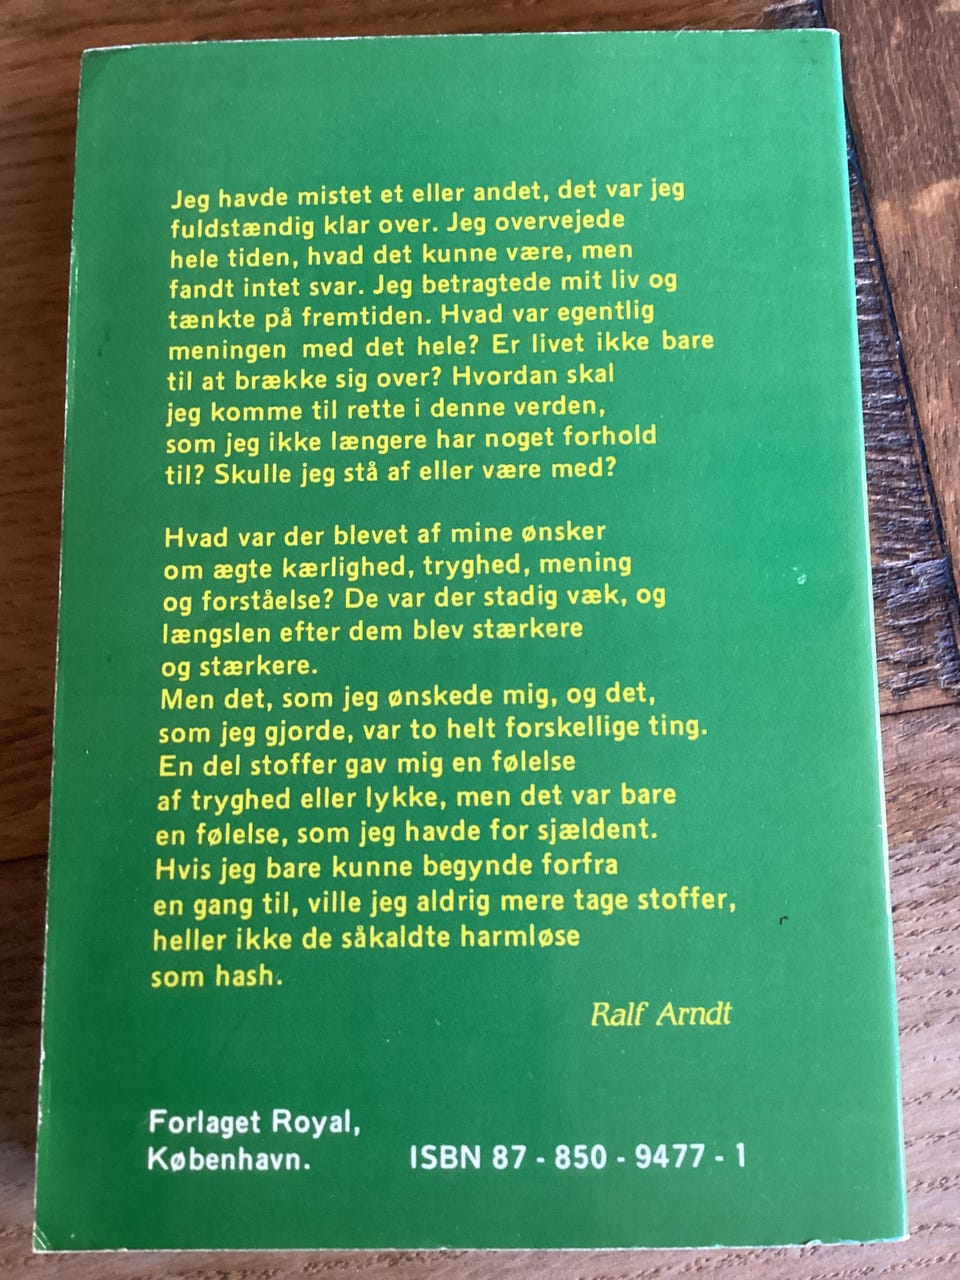 Jeg havde mistet et eller andet, det var jeg
fuldstændig klar over. Jeg overvejede
hele tiden, hvad det kunne være, men
fandt intet svar. Jeg betragtede mit liv og
tænkte på fremtiden. Hvad var egentlig
meningen med det hele? Er livet ikke bare
til at brække sig over? Hvordan skal
jeg komme til rette i denne verden,
som jeg ikke længere har noget forhold
til? Skulle jeg stå af eller være med?
Hvad var der blevet af mine ønsker
om ægte kærlighed, tryghed, mening
og forståelse? De var der stadig væk, og
længslen efter dem blev stærkere
og stærkere.
Men det, som jeg ønskede mig, og det,
som jeg gjorde, var to helt forskellige ting.
En del stoffer gav mig en følelse
af tryghed eller lykke, men det var bare
en følelse, som jeg havde for sjældent.
Hvis jeg bare kunne begynde forfra
en gang til, ville jeg aldrig mere tage stoffer,
heller ikke de såkaldte harmløse
som hash.
Ralf Arndt
Forlaget Royal,
København.
ISBN 87 - 850 - 9477 - 1